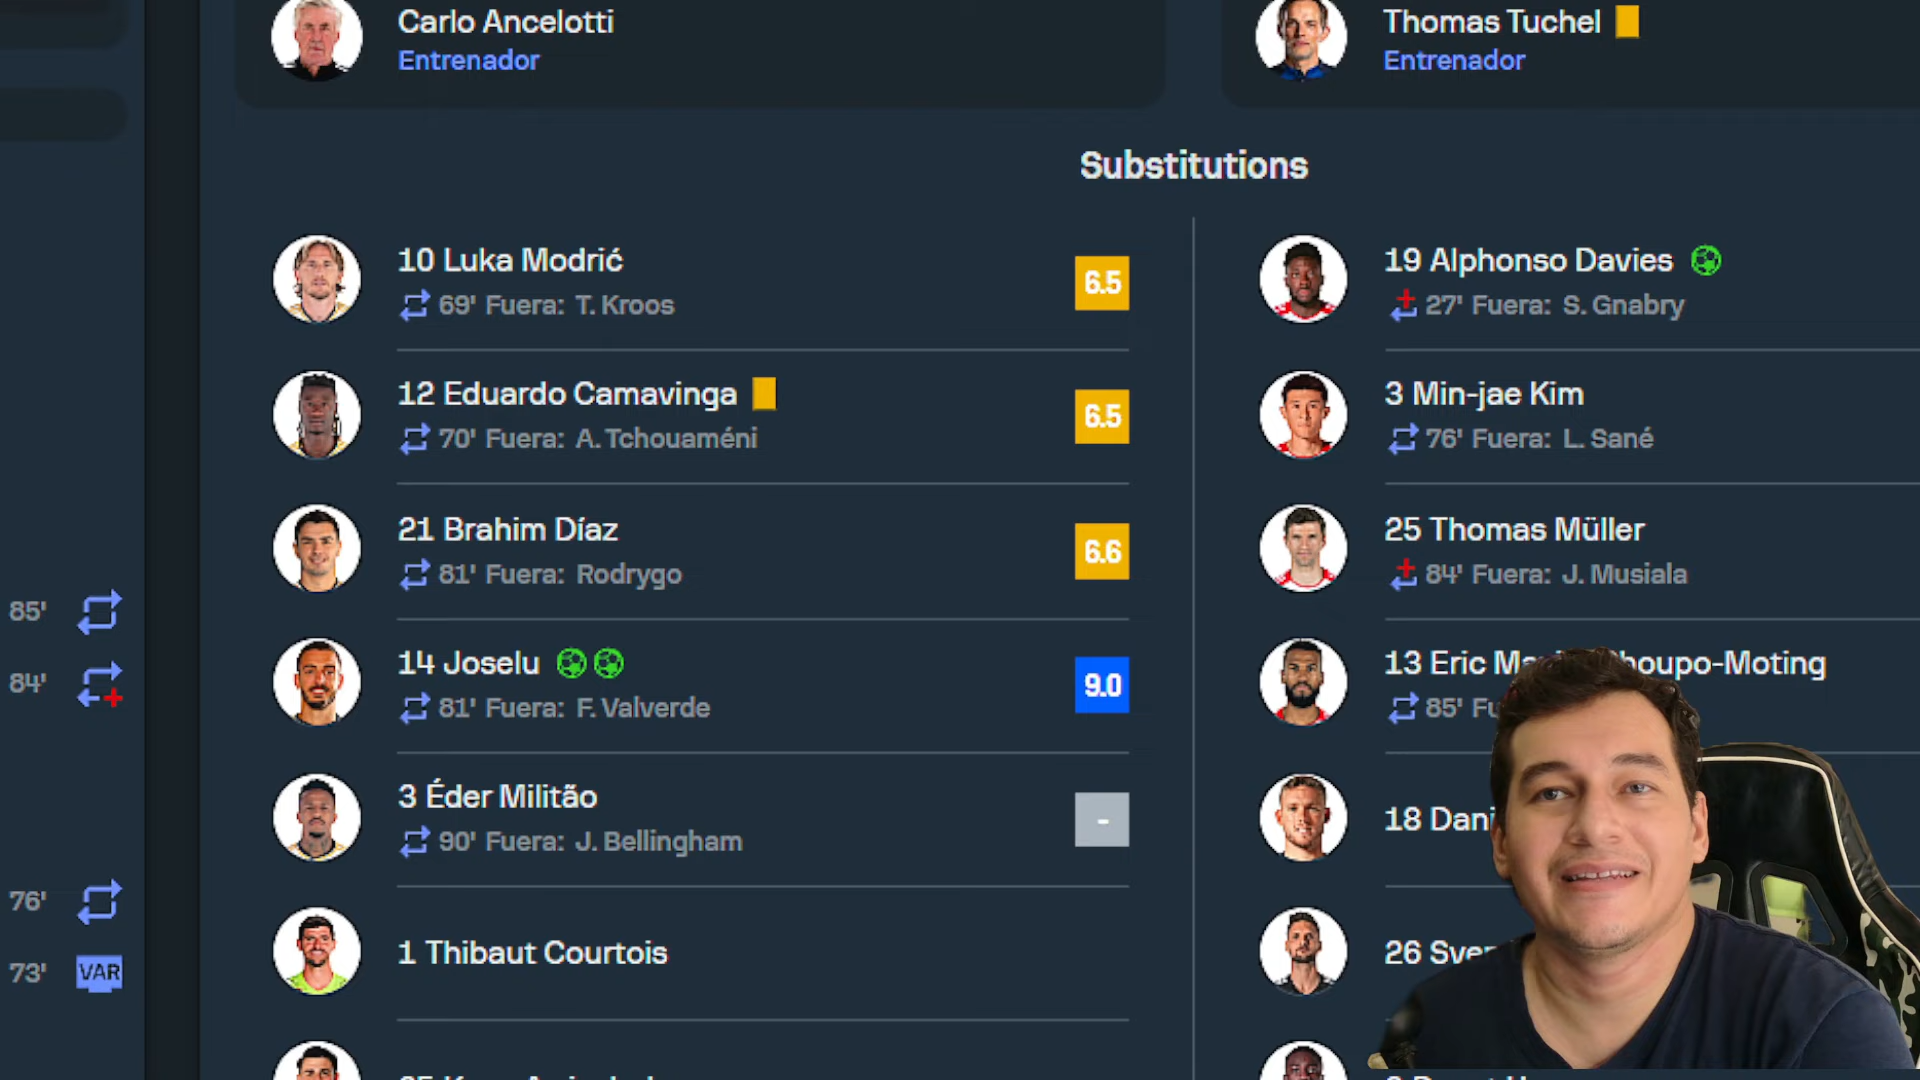 Carlo Ancelotti
Entrenador
Thomas Tuchel
Entrenador
Substitutions
10 Luka Modrić
69' Fuera: T. Kroos
6.5
19 Alphonso Davies
27' Fuera: S. Gnabry
12 Eduardo Camavinga
70' Fuera: A. Tchouaméni
6.5
3 Min-jae Kim
76' Fuera: L. Sané
21 Brahim Díaz
81' Fuera: Rodrygo
6.6
25 Thomas Müller
84' Fuera: J. Musiala
85'
84'
14 Joselu
81' Fuera: F. Valverde
9.0
13 Eric Choupo-Moting
85'
3 Éder Militão
90' Fuera: J. Bellingham
-
18 Dani
76'
73' VAR
1 Thibaut Courtois
26 Sve